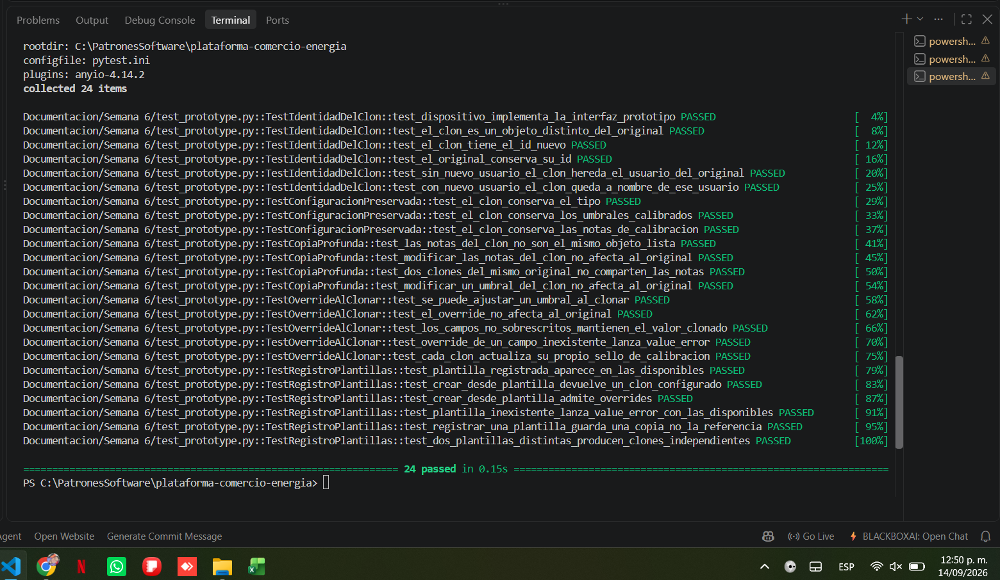 Problems Output Debug Console Terminal Ports
rootdir: C:\PatronesSoftware\plataforma-comercio-energia
configfile: pytest.ini
plugins: anyio-4.14.2
collected 24 items
Documentacion/Semana 6/test_prototype.py::TestIdentidadDelClon::test_dispositivo_implementa_la_interfaz_prototipo PASSED [ 4%]
Documentacion/Semana 6/test_prototype.py::TestIdentidadDelClon::test_el_clon_es_un_objeto_distinto_del_original PASSED [ 8%]
Documentacion/Semana 6/test_prototype.py::TestIdentidadDelClon::test_el_clon_tiene_el_id_nuevo PASSED [ 12%]
Documentacion/Semana 6/test_prototype.py::TestIdentidadDelClon::test_el_original_conserva_su_id PASSED [ 16%]
Documentacion/Semana 6/test_prototype.py::TestIdentidadDelClon::test_sin_nuevo_usuario_el_clon_hereda_el_usuario_del_original PASSED [ 20%]
Documentacion/Semana 6/test_prototype.py::TestIdentidadDelClon::test_con_nuevo_usuario_el_clon_queda_a_nombre_de_ese_usuario PASSED [ 25%]
Documentacion/Semana 6/test_prototype.py::TestConfiguracionPreservada::test_el_clon_conserva_el_tipo PASSED [ 29%]
Documentacion/Semana 6/test_prototype.py::TestConfiguracionPreservada::test_el_clon_conserva_los_umbrales_calibrados PASSED [ 33%]
Documentacion/Semana 6/test_prototype.py::TestConfiguracionPreservada::test_el_clon_conserva_las_notas_de_calibracion PASSED [ 37%]
Documentacion/Semana 6/test_prototype.py::TestCopiaProfunda::test_las_notas_del_clon_no_son_el_mismo_objeto_lista PASSED [ 41%]
Documentacion/Semana 6/test_prototype.py::TestCopiaProfunda::test_modificar_las_notas_del_clon_no_afecta_al_original PASSED [ 45%]
Documentacion/Semana 6/test_prototype.py::TestCopiaProfunda::test_dos_clones_del_mismo_original_no_comparten_las_notas PASSED [ 50%]
Documentacion/Semana 6/test_prototype.py::TestCopiaProfunda::test_modificar_un_umbral_del_clon_no_afecta_al_original PASSED [ 54%]
Documentacion/Semana 6/test_prototype.py::TestOverrideAlClonar::test_se_puede_ajustar_un_umbral_al_clonar PASSED [ 58%]
Documentacion/Semana 6/test_prototype.py::TestOverrideAlClonar::test_el_override_no_afecta_al_original PASSED [ 62%]
Documentacion/Semana 6/test_prototype.py::TestOverrideAlClonar::test_los_campos_no_sobrescritos_mantienen_el_valor_clonado PASSED [ 66%]
Documentacion/Semana 6/test_prototype.py::TestOverrideAlClonar::test_override_de_un_campo_inexistente_lanza_value_error PASSED [ 70%]
Documentacion/Semana 6/test_prototype.py::TestOverrideAlClonar::test_cada_clon_actualiza_su_propio_sello_de_calibracion PASSED [ 75%]
Documentacion/Semana 6/test_prototype.py::TestRegistroPlantillas::test_plantilla_registrada_aparece_en_las_disponibles PASSED [ 79%]
Documentacion/Semana 6/test_prototype.py::TestRegistroPlantillas::test_crear_desde_plantilla_devuelve_un_clon_configurado PASSED [ 83%]
Documentacion/Semana 6/test_prototype.py::TestRegistroPlantillas::test_crear_desde_plantilla_admite_overrides PASSED [ 87%]
Documentacion/Semana 6/test_prototype.py::TestRegistroPlantillas::test_plantilla_inexistente_lanza_value_error_con_las_disponibles PASSED [ 91%]
Documentacion/Semana 6/test_prototype.py::TestRegistroPlantillas::test_registrar_una_plantilla_guarda_una_copia_no_la_referencia PASSED [ 95%]
Documentacion/Semana 6/test_prototype.py::TestRegistroPlantillas::test_dos_plantillas_distintas_producen_clones_independientes PASSED [100%]
================================================================= 24 passed in 0.15s =================================================================
PS C:\PatronesSoftware\plataforma-comercio-energia>
powersh...
powersh...
powersh...
Agent Open Website Generate Commit Message Go Live BLACKBOXAI: Open Chat
ESP
12:50 p. m.
14/09/2026